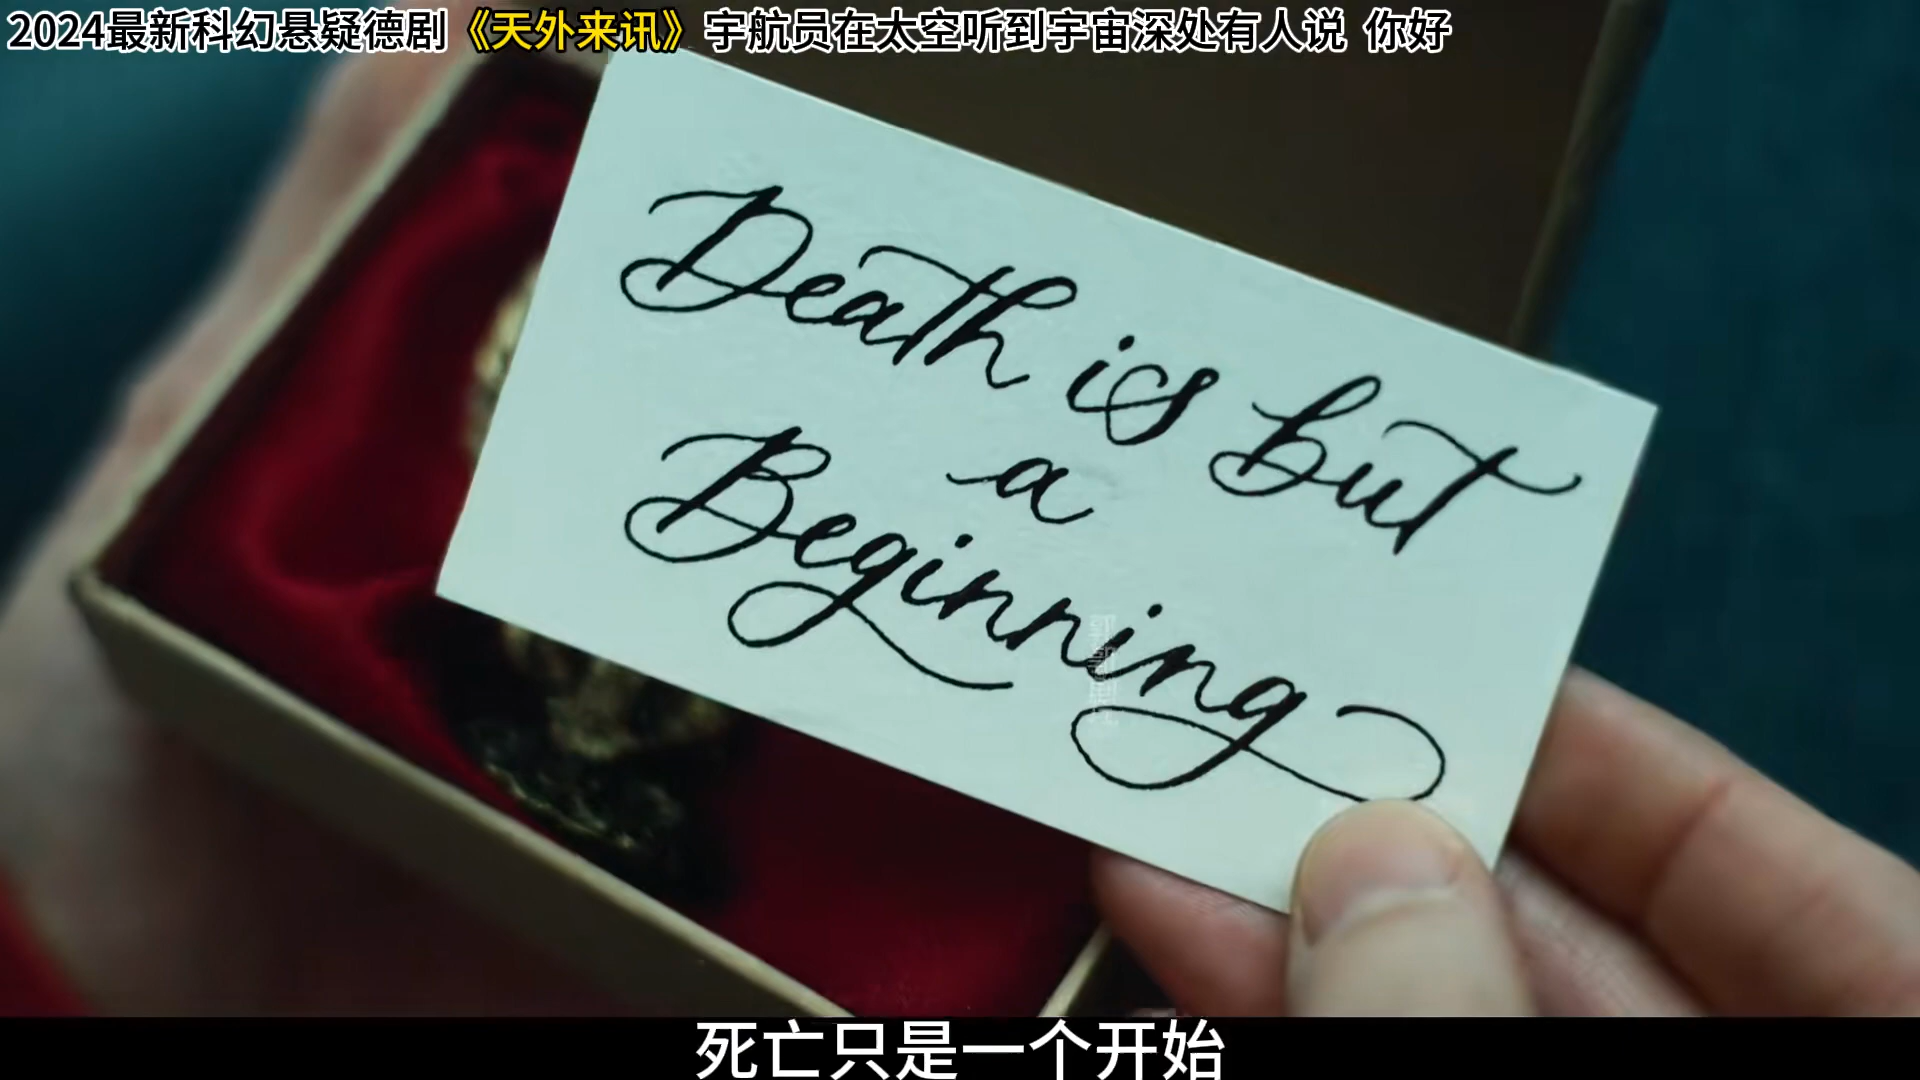 2024最新科幻悬疑德剧《天外来讯》宇航员在太空听到宇宙深处有人说 你好
Death is but
a
Beginning
死亡只是一个开始